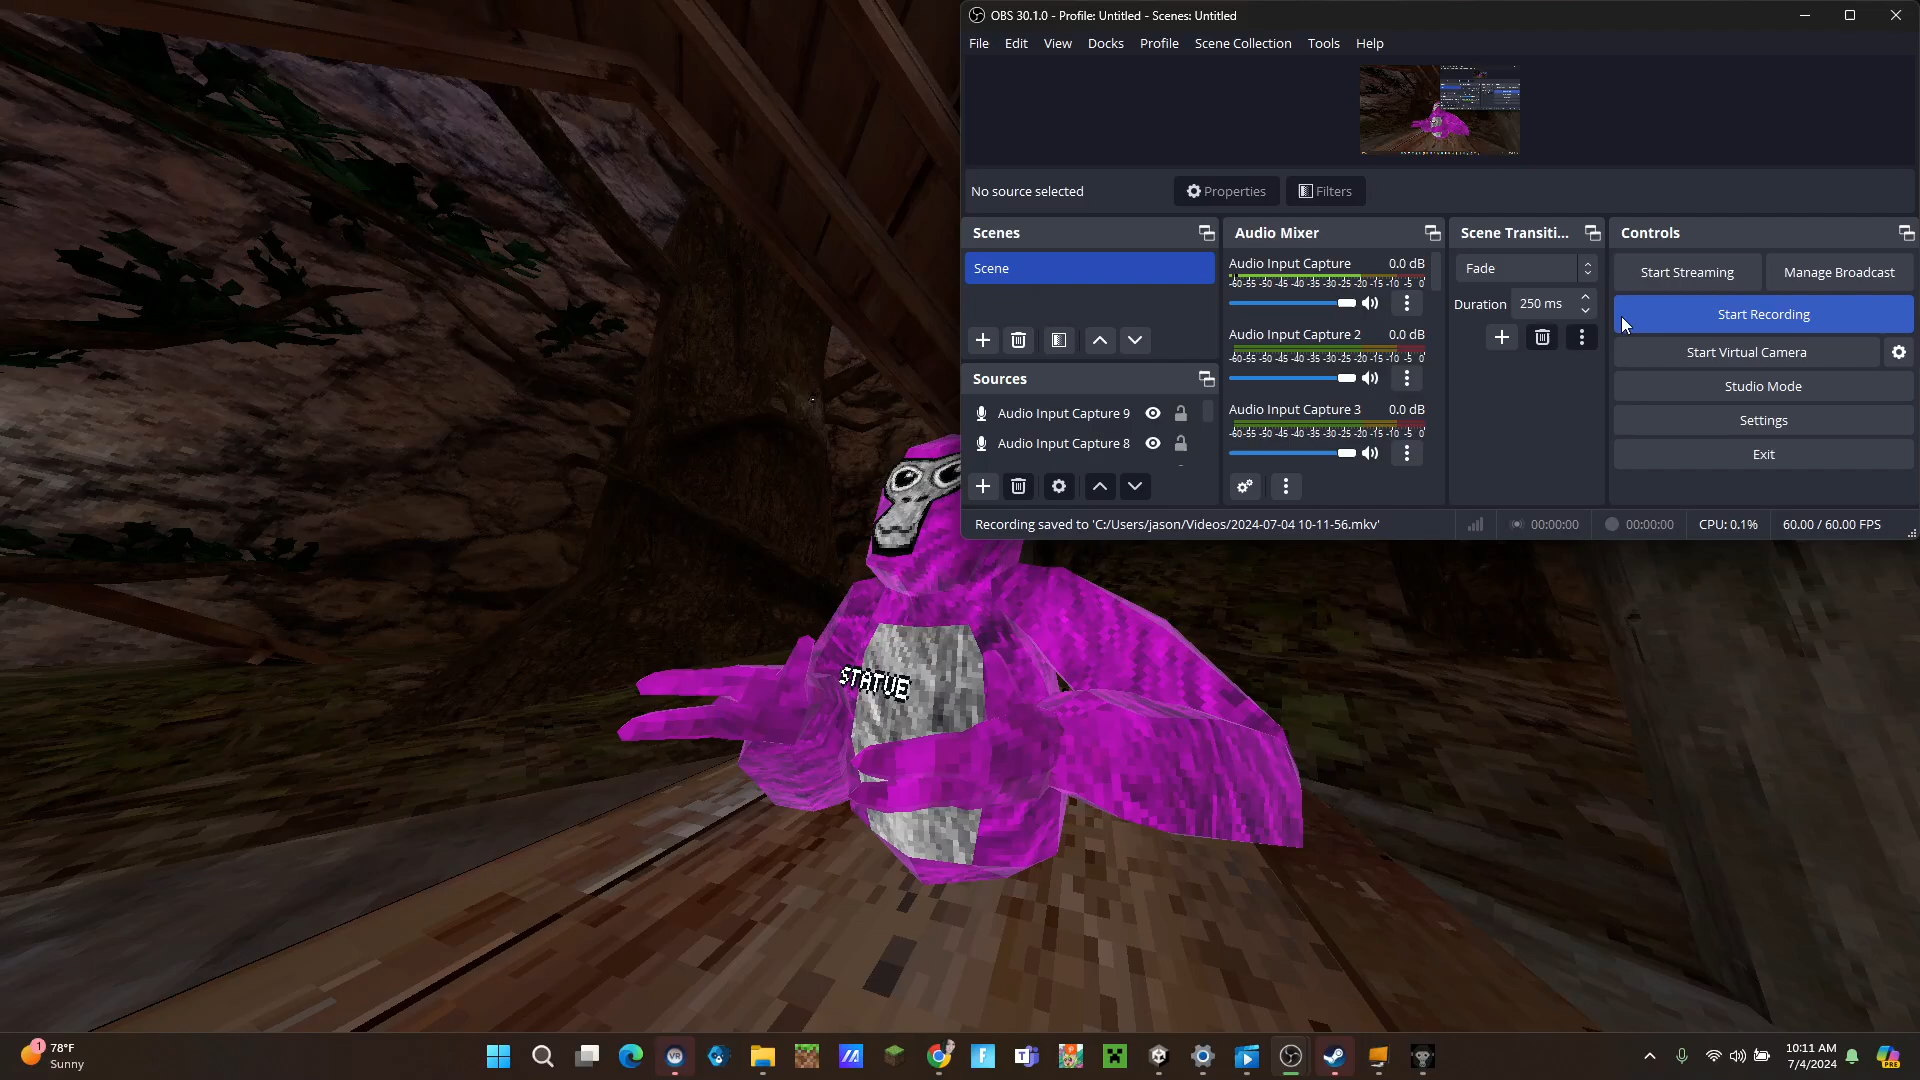 OBS 30.1.0 - Profile: Untitled - Scenes: Untitled
File Edit View Docks Profile Scene Collection Tools Help
No source selected
Properties
Filters
Scenes
Audio Mixer
Scene Transiti...
Controls
Scene
Audio Input Capture 0.0 dB
-60-55 -50 -45 -40 -35 -30 -25 -20 -15 -10 -5 0
Fade
Start Streaming
Manage Broadcast
Duration 250 ms
Start Recording
Audio Input Capture 2 0.0 dB
-60-55 -50 -45 -40 -35 -30 -25 -20 -15 -10 -5 0
Start Virtual Camera
Sources
Studio Mode
Audio Input Capture 9
Audio Input Capture 3 0.0 dB
-60-55 -50 -45 -40 -35 -30 -25 -20 -15 -10 -5 0
Settings
Audio Input Capture 8
Exit
Recording saved to 'C:/Users/jason/Videos/2024-07-04 10-11-56.mkv'
00:00:00
00:00:00
CPU: 0.1%
60.00 / 60.00 FPS
STATUE
1
78°F
Sunny
VR
10:11 AM
7/4/2024
PRE